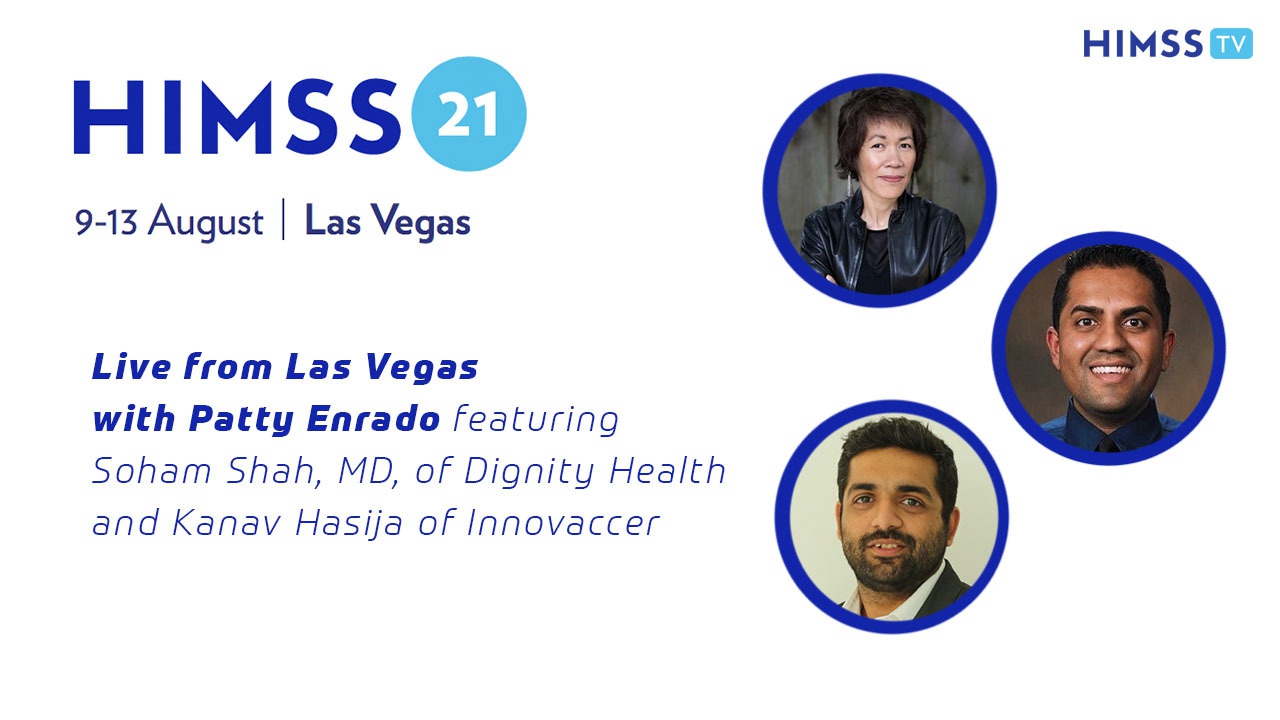 HIMSS TV
HIMSS 21
9-13 August | Las Vegas
Live from Las Vegas
with Patty Enrado featuring
Soham Shah, MD, of Dignity Health
and Kanav Hasija of Innovaccer